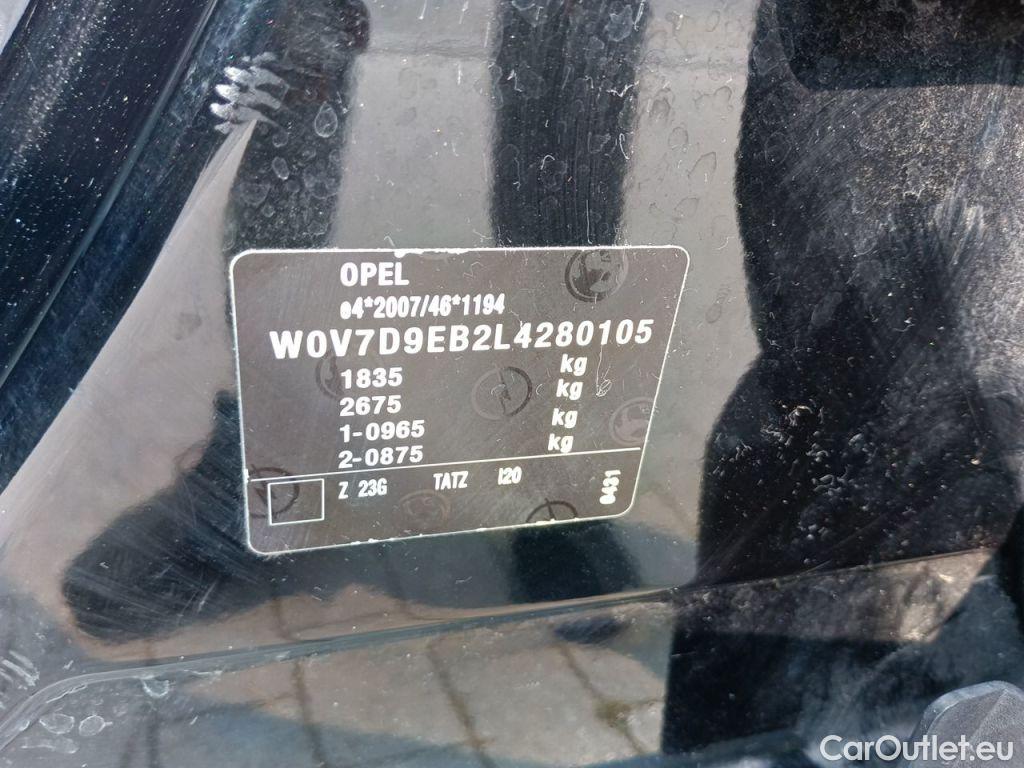 OPEL
e4*2007/46*1194
W0V7D9EB2L4280105
1835 kg
2675 kg
1-0965 kg
2-0875 kg
Z 23G TATZ I20
CarOutlet.eu